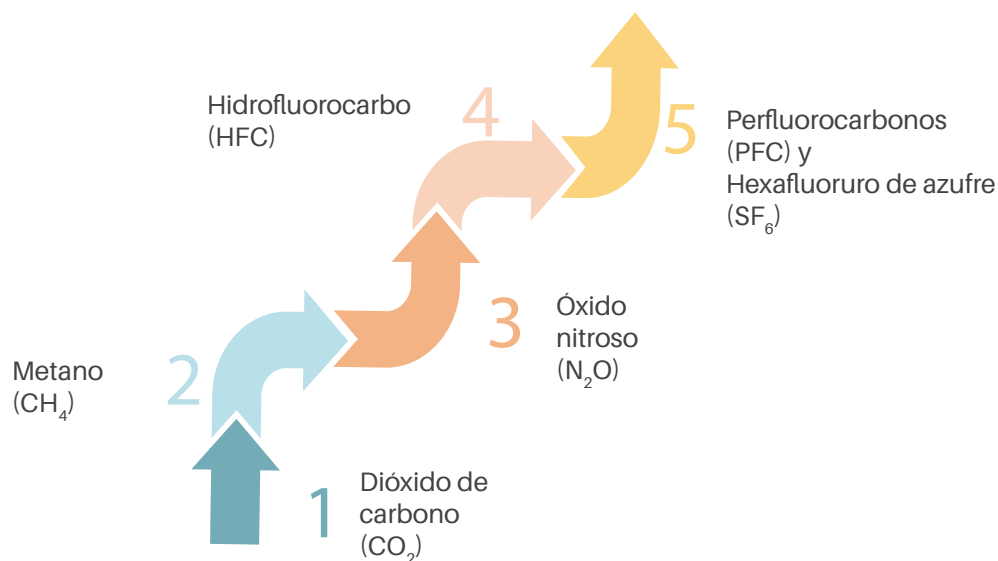 1
Dióxido de
carbono
(CO₂)
2
Metano
(CH₄)
3
Óxido
nitroso
(N₂O)
4
Hidrofluorocarbo
(HFC)
5
Perfluorocarbonos
(PFC) y
Hexafluoruro de azufre
(SF₆)